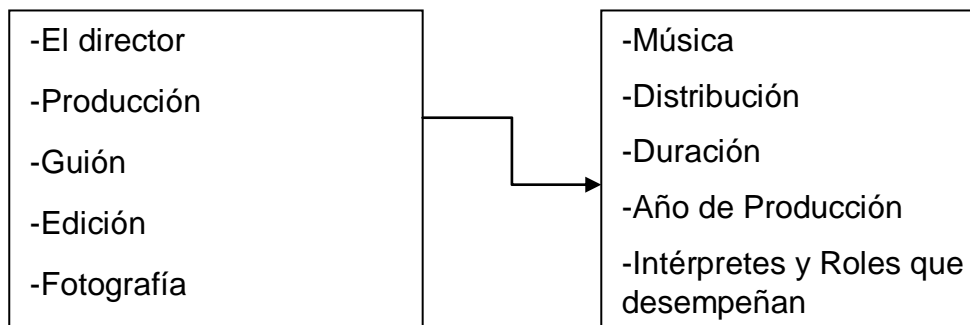 -El director
-Producción
-Guión
-Edición
-Fotografía
-Música
-Distribución
-Duración
-Año de Producción
-Intérpretes y Roles que
desempeñan